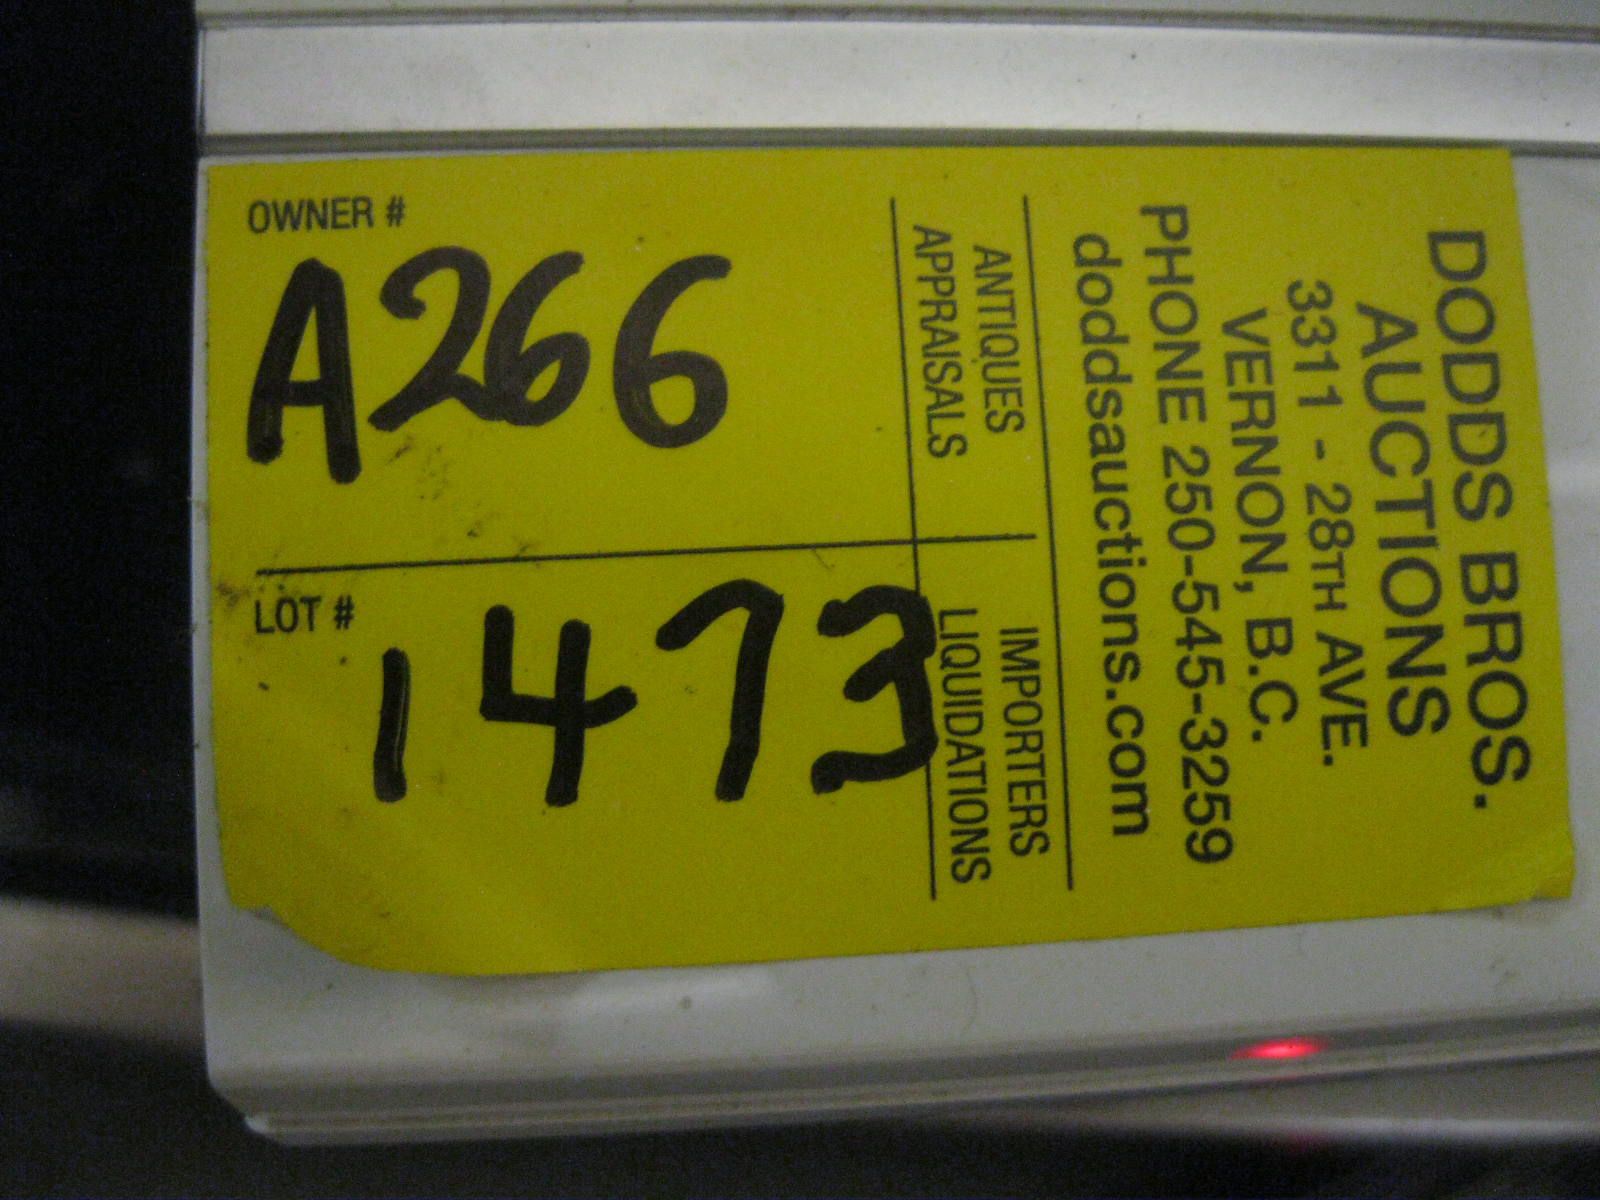 OWNER #
A266
LOT #
1473
ANTIQUES IMPORTERS
APPRAISALS LIQUIDATIONS
DODDS BROS.
AUCTIONS
3311 - 28TH AVE.
VERNON, B.C.
PHONE 250-545-3259
doddsauctions.com